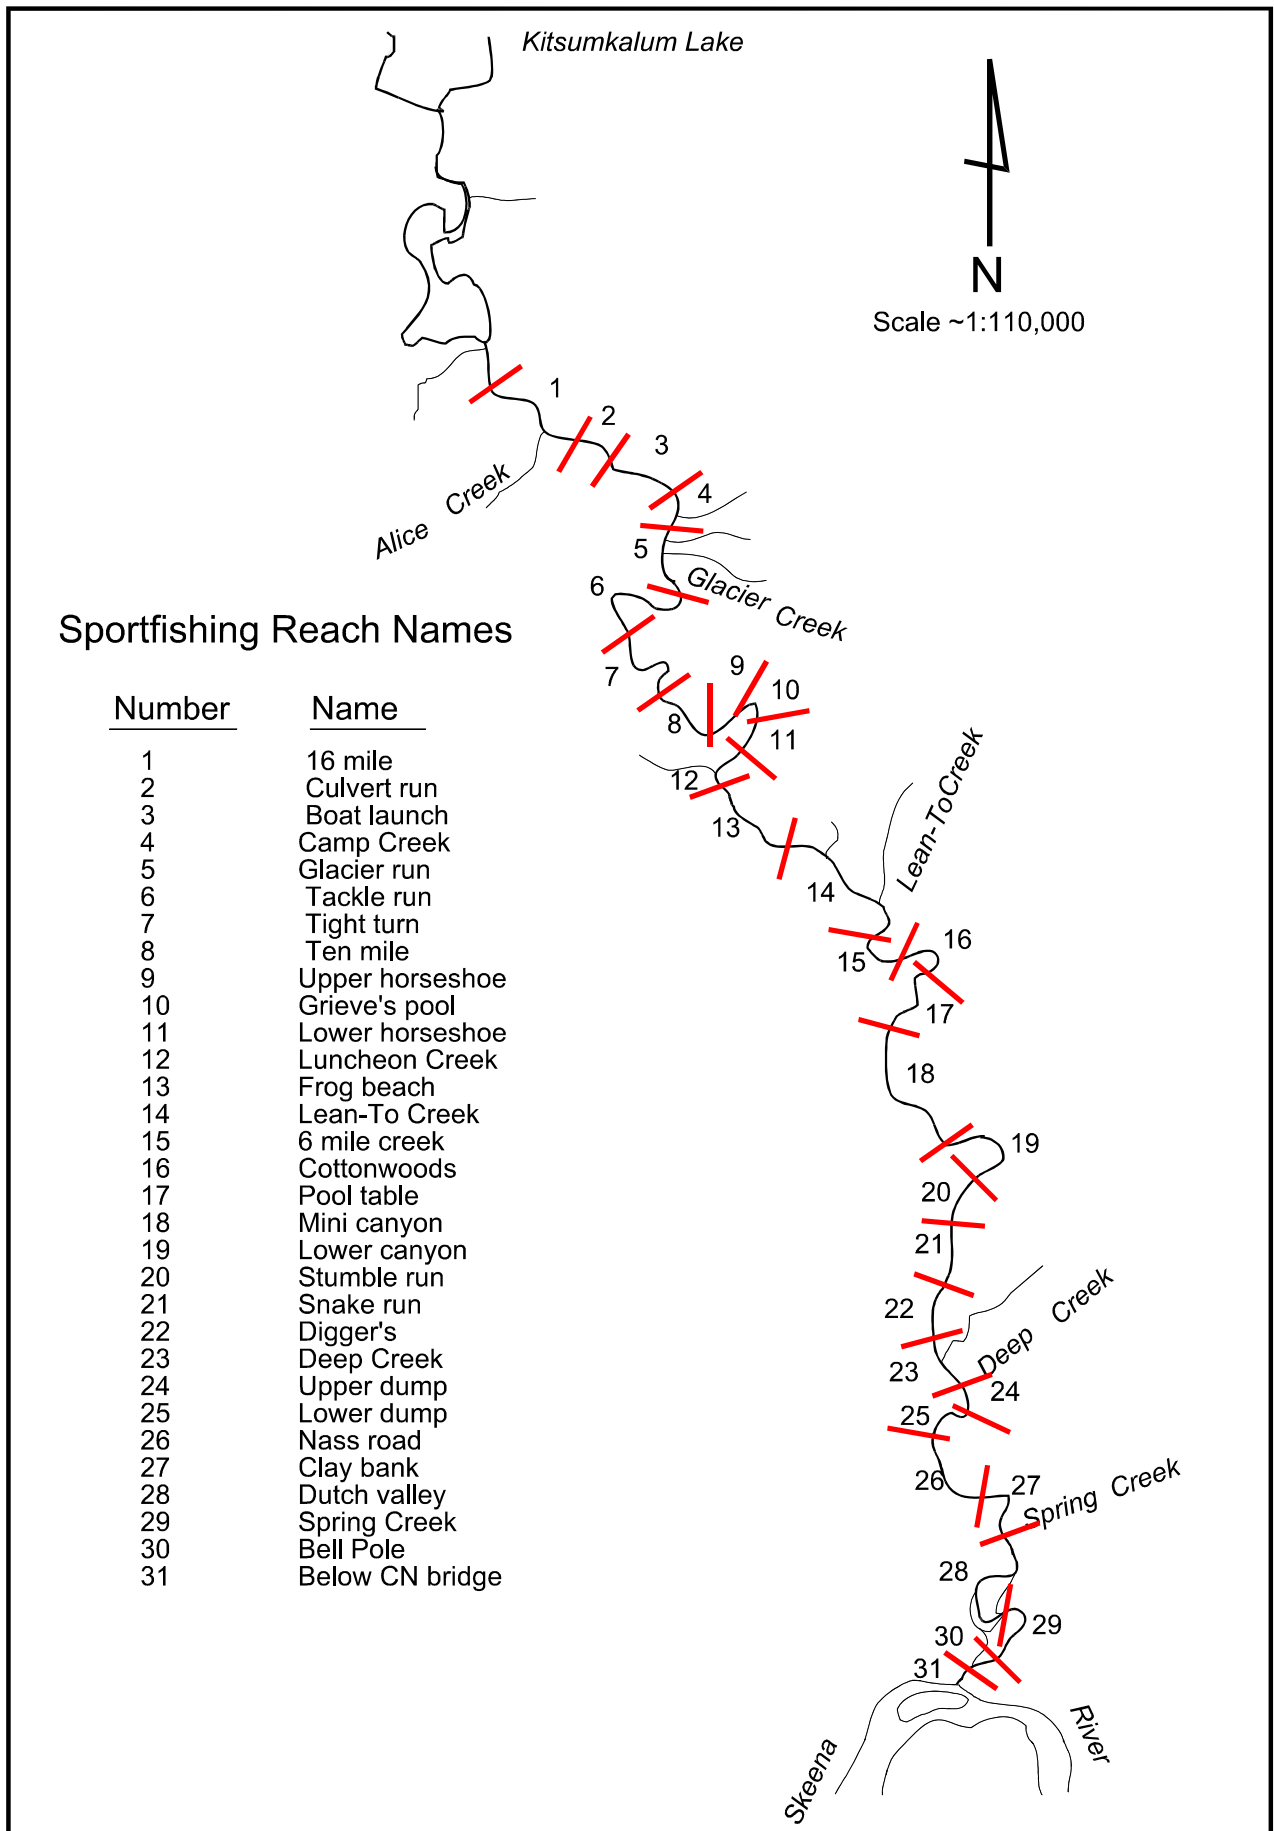 Kitsumkalum Lake
N
Scale ~1:110,000
1
2
3
4
5
6
7
8
9
10
11
12
13
14
15
16
17
18
19
20
21
22
23
24
25
26
27
28
29
30
31
Alice Creek
Glacier Creek
Lean-ToCreek
Deep Creek
Spring Creek
Skeena
River
Sportfishing Reach Names
Number Name
1 16 mile
2 Culvert run
3 Boat launch
4 Camp Creek
5 Glacier run
6 Tackle run
7 Tight turn
8 Ten mile
9 Upper horseshoe
10 Grieve's pool
11 Lower horseshoe
12 Luncheon Creek
13 Frog beach
14 Lean-To Creek
15 6 mile creek
16 Cottonwoods
17 Pool table
18 Mini canyon
19 Lower canyon
20 Stumble run
21 Snake run
22 Digger's
23 Deep Creek
24 Upper dump
25 Lower dump
26 Nass road
27 Clay bank
28 Dutch valley
29 Spring Creek
30 Bell Pole
31 Below CN bridge